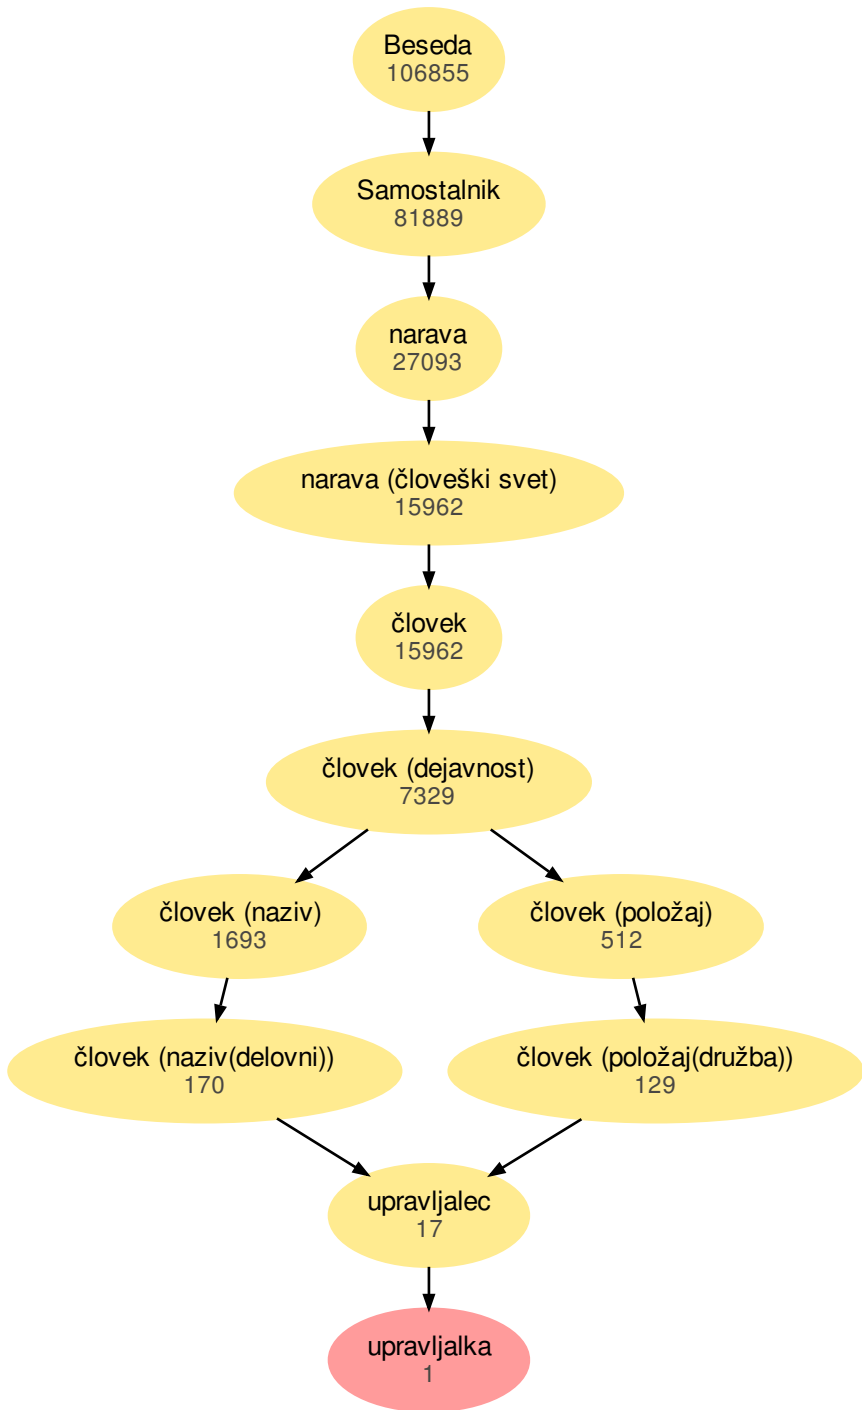 Beseda
106855
Samostalnik
81889
narava
27093
narava (človeški svet)
15962
človek
15962
človek (dejavnost)
7329
človek (naziv)
1693
človek (položaj)
512
človek (naziv(delovni))
170
človek (položaj(družba))
129
upravljalec
17
upravljalka
1